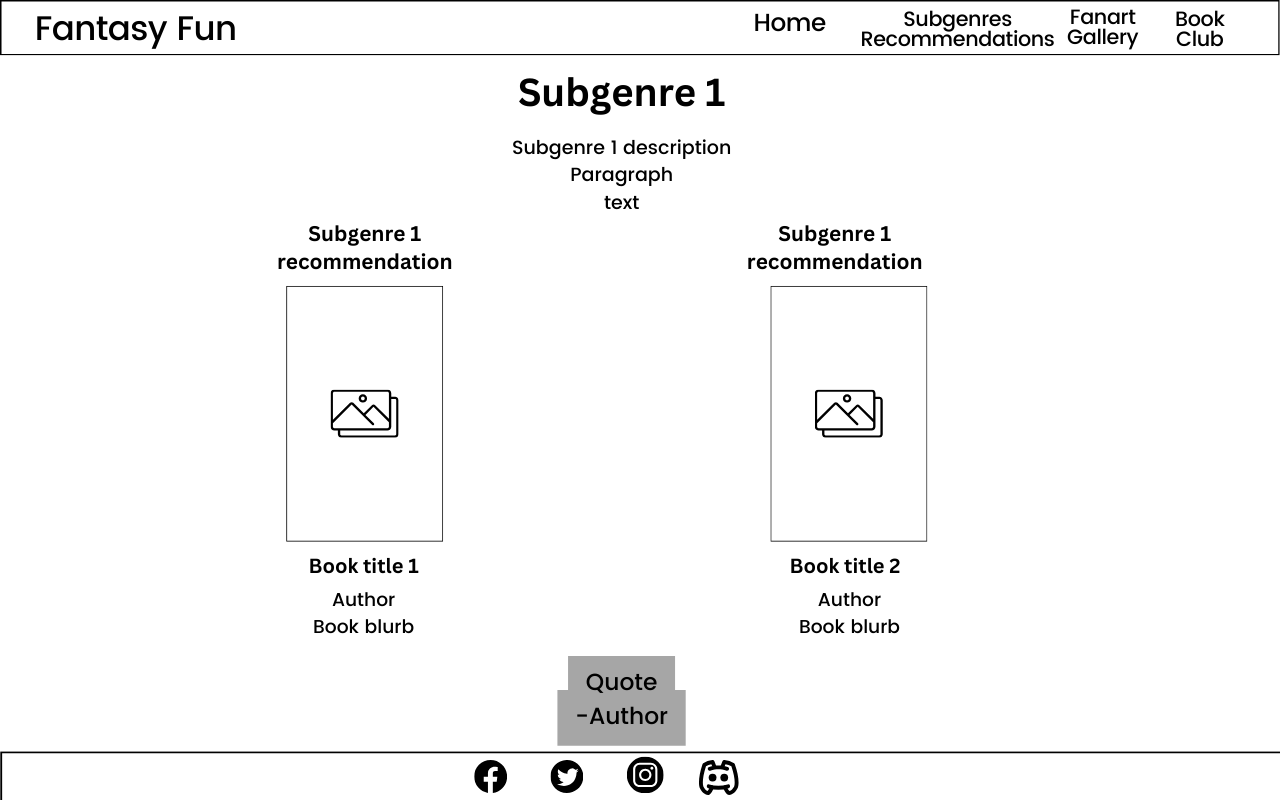 Fantasy Fun
Home
Subgenres
Recommendations
Fanart
Gallery
Book
Club
Subgenre 1
Subgenre 1 description
Paragraph
text
Subgenre 1
recommendation
Subgenre 1
recommendation
Book title 1
Author
Book blurb
Book title 2
Author
Book blurb
Quote
-Author